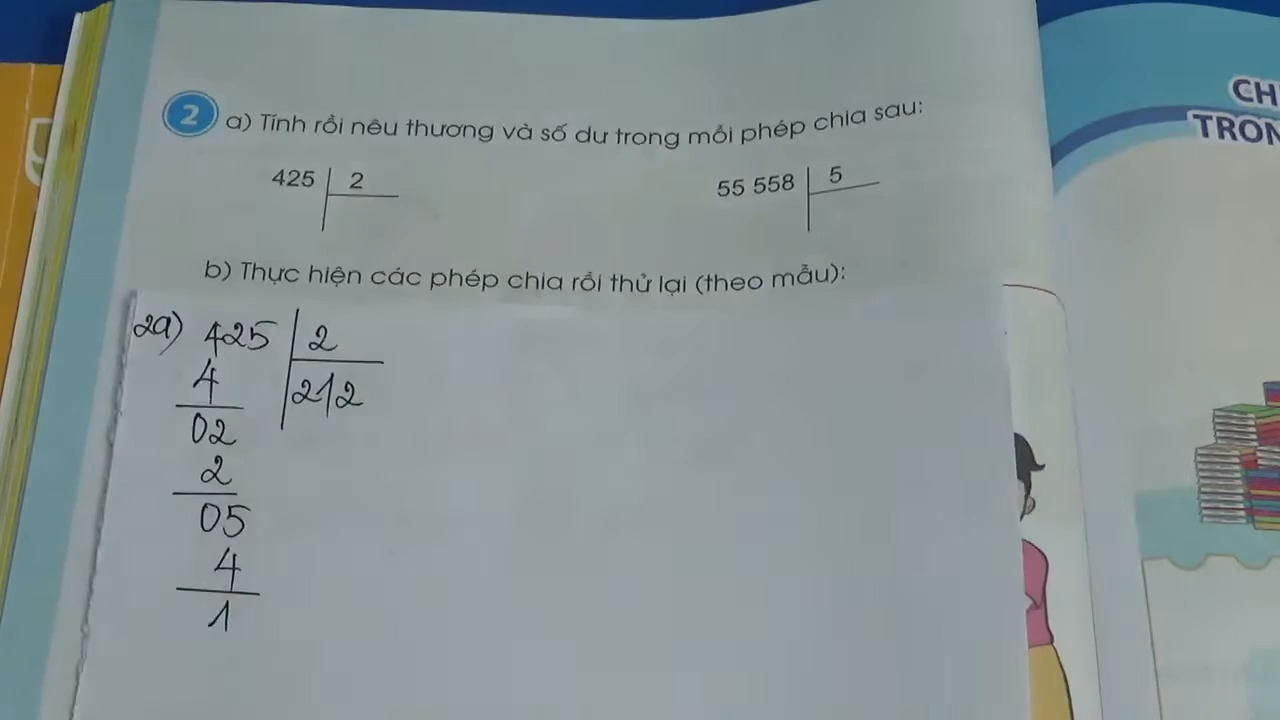 2 a) Tính rồi nêu thương và số dư trong mỗi phép chia sau:
425 2
55 558 5
b) Thực hiện các phép chia rồi thử lại (theo mẫu):
2a) 425 2
4 212
02
2
05
4
1
CH
TRON